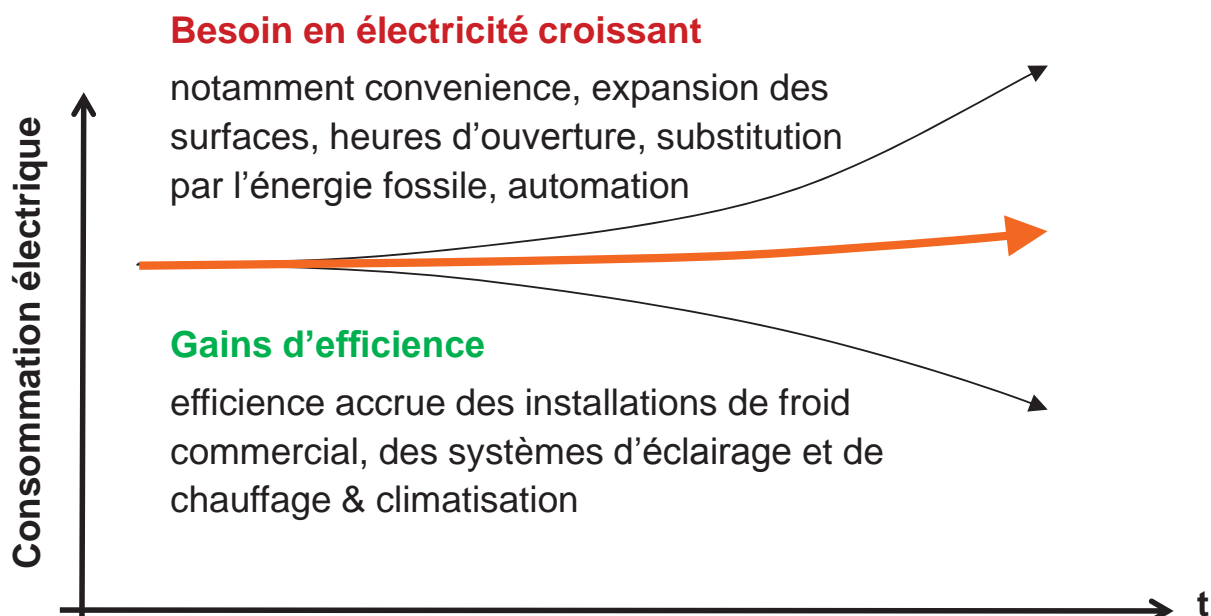 Besoin en électricité croissant
notamment convenience, expansion des
surfaces, heures d’ouverture, substitution
par l’énergie fossile, automation
Consommation électrique
Gains d’efficience
efficience accrue des installations de froid
commercial, des systèmes d’éclairage et de
chauffage & climatisation
t